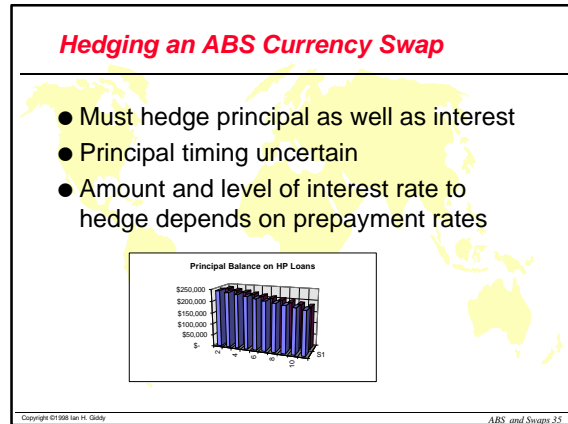 Hedging an ABS Currency Swap
● Must hedge principal as well as interest
● Principal timing uncertain
● Amount and level of interest rate to
hedge depends on prepayment rates
Principal Balance on HP Loans
$250,000
$200,000
$150,000
$100,000
$50,000
$-
2
4
6
8
10
S1
Copyright ©1998 Ian H. Giddy
ABS and Swaps 35